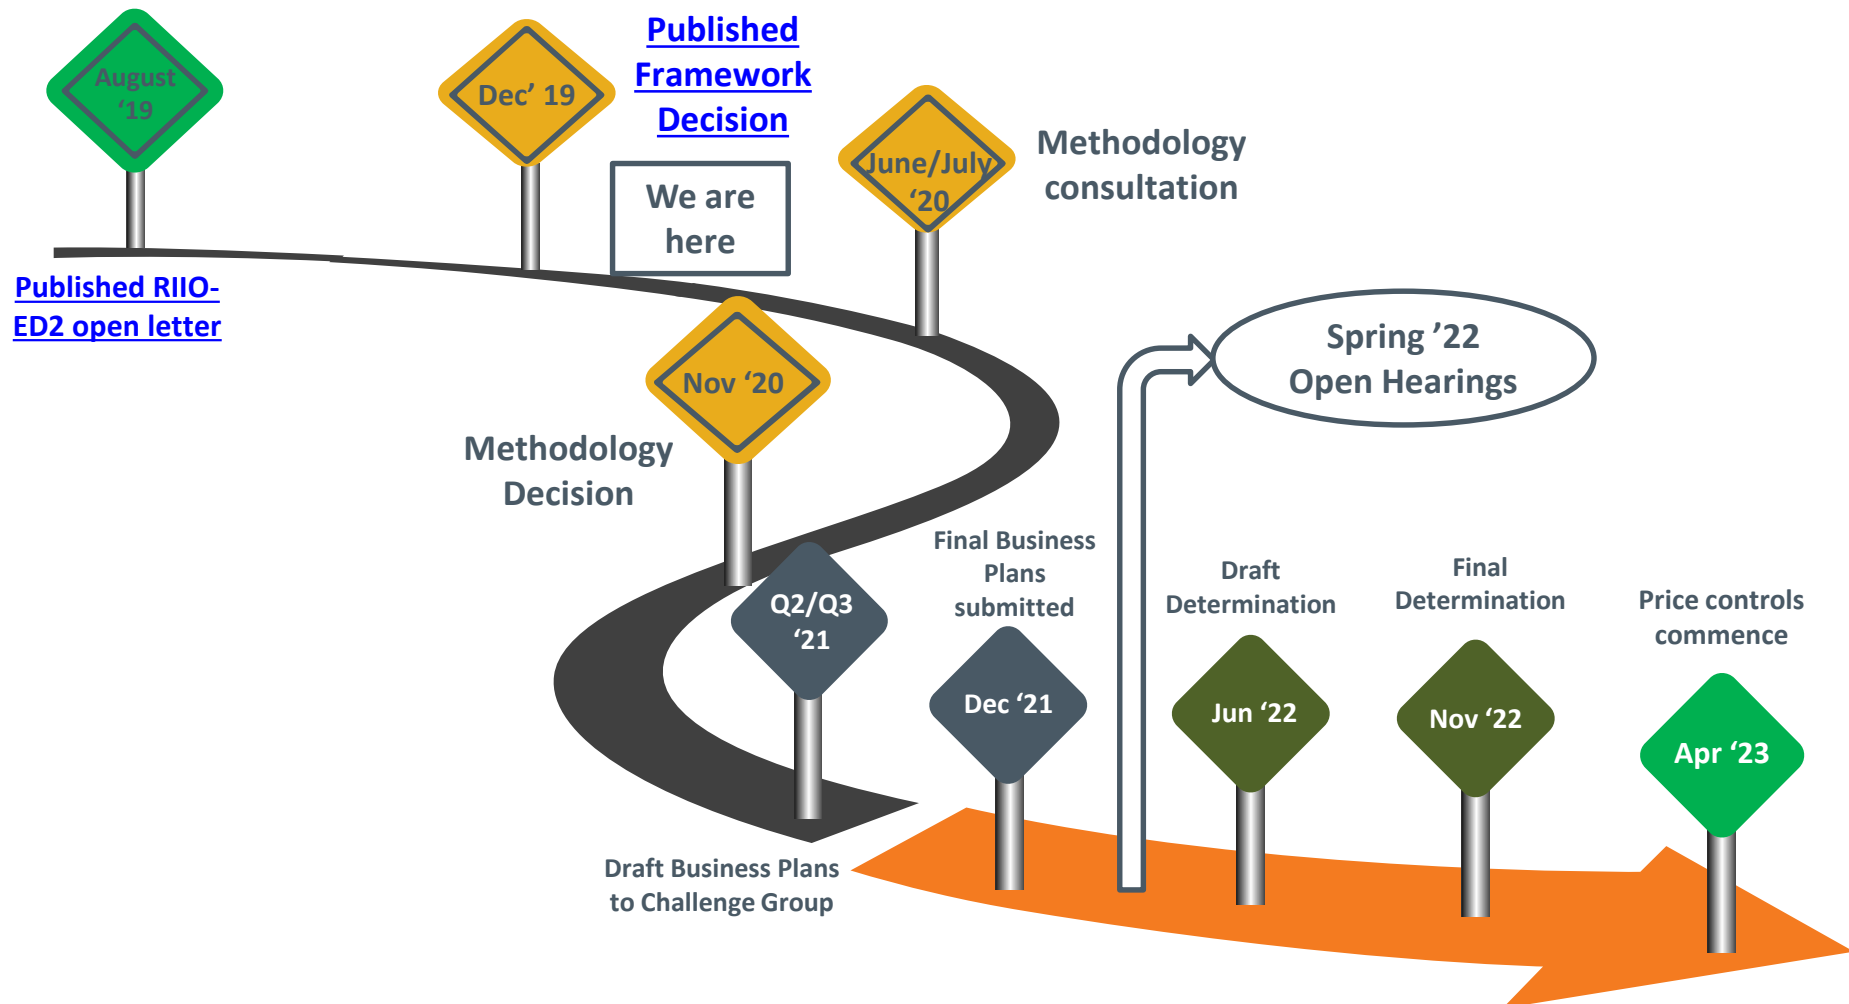 August
‘19
Published RIIO-
ED2 open letter
Dec’ 19
Published
Framework
Decision
We are
here
June/July
‘20
Methodology
consultation
Nov ‘20
Methodology
Decision
Q2/Q3
‘21
Draft Business Plans
to Challenge Group
Final Business
Plans
submitted
Dec ‘21
Spring ’22
Open Hearings
Draft
Determination
Jun ‘22
Final
Determination
Nov ‘22
Price controls
commence
Apr ‘23